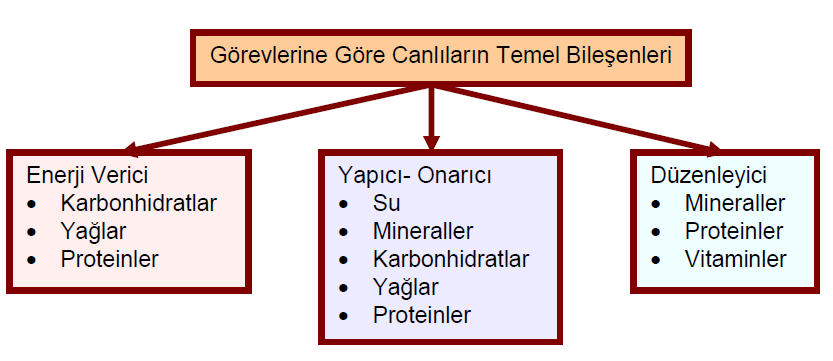 Görevlerine Göre Canlıların Temel Bileşenleri
Enerji Verici
• Karbonhidratlar
• Yağlar
• Proteinler
Yapıcı- Onarıcı
• Su
• Mineraller
• Karbonhidratlar
• Yağlar
• Proteinler
Düzenleyici
• Mineraller
• Proteinler
• Vitaminler